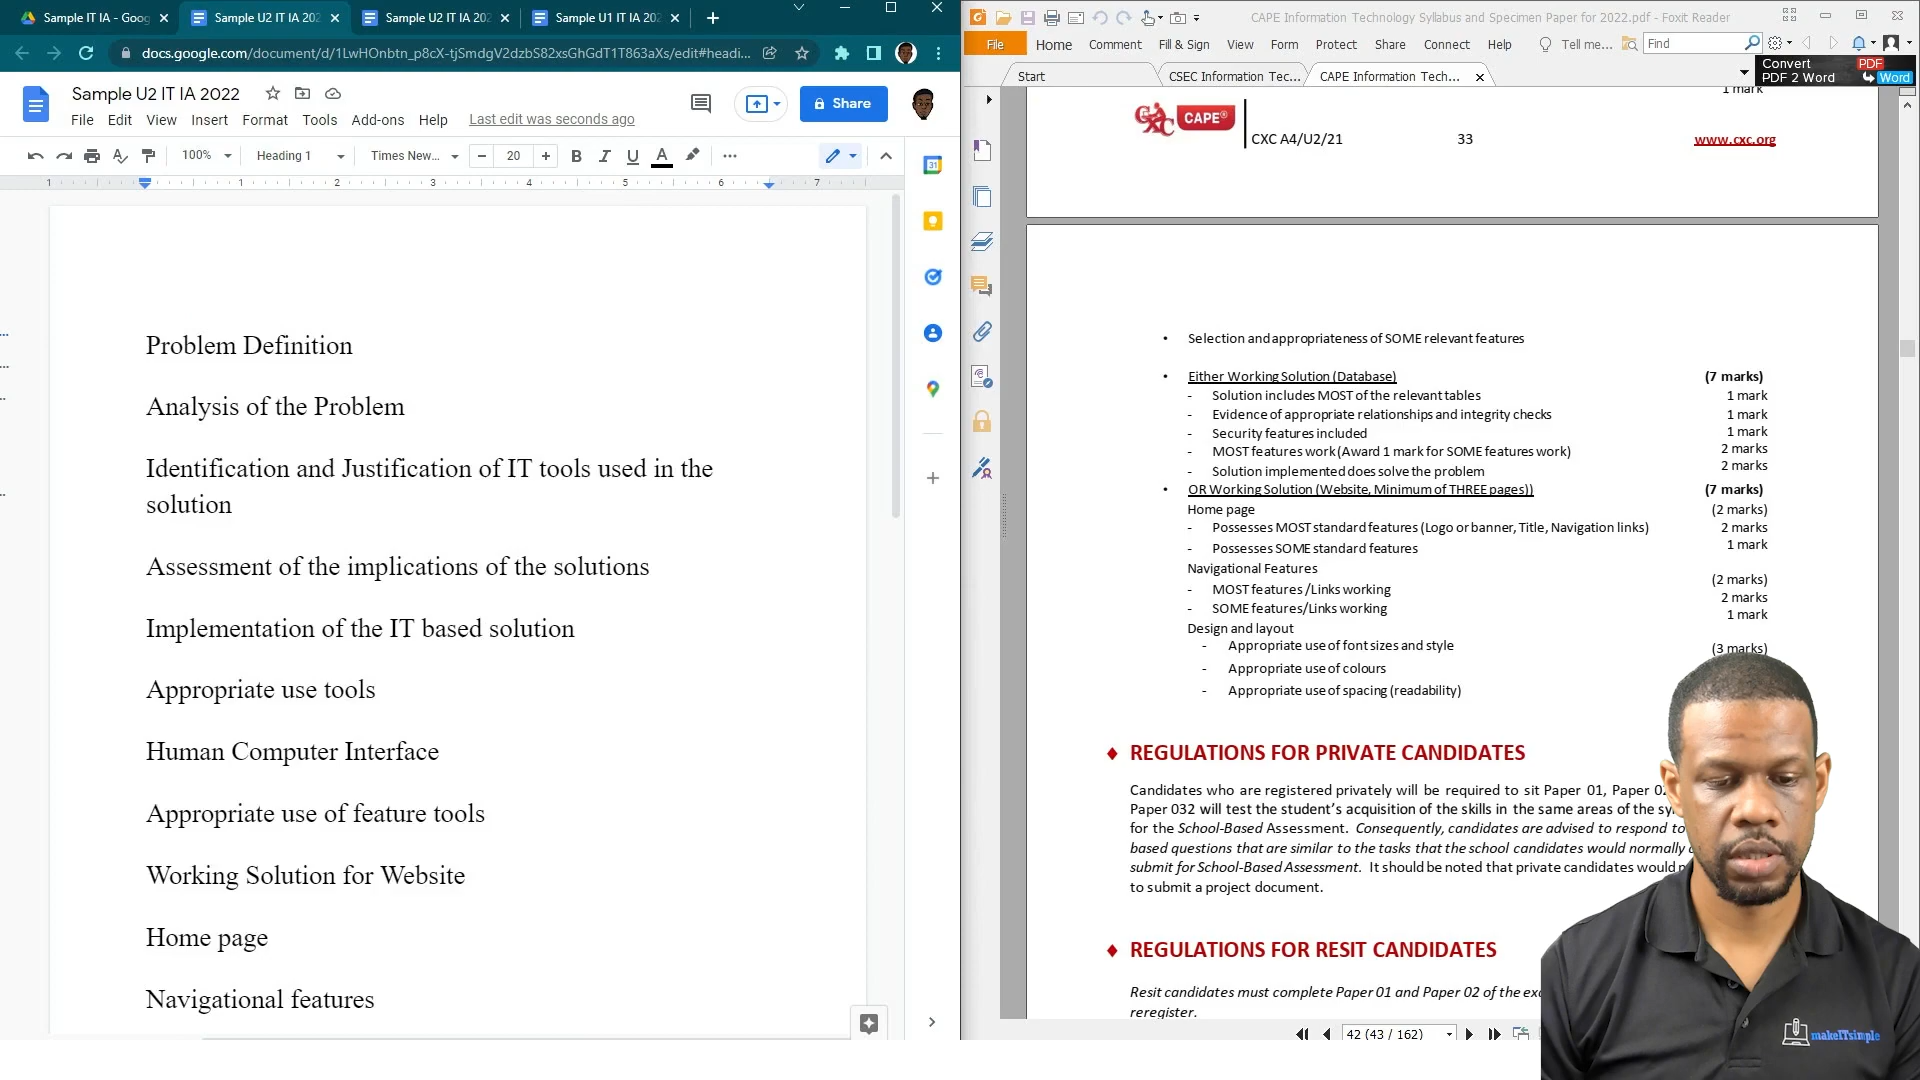 Sample IT IA - Goog
Sample U2 IT IA 202
Sample U2 IT IA 202
Sample U1 IT IA 202
docs.google.com/document/d/1LwHOnbtn_p8cX-tjSmdgV2dzbS82xsGhGdT1T863aXs/edit#headi...
Sample U2 IT IA 2022
Share
File Edit View Insert Format Tools Add-ons Help Last edit was seconds ago
100% Heading 1 Times New... 20 B I U A
1 1 2 3 4 5 6 7
Problem Definition
Analysis of the Problem
Identification and Justification of IT tools used in the
solution
Assessment of the implications of the solutions
Implementation of the IT based solution
Appropriate use tools
Human Computer Interface
Appropriate use of feature tools
Working Solution for Website
Home page
Navigational features
31
CAPE Information Technology Syllabus and Specimen Paper for 2022.pdf - Foxit Reader
File Home Comment Fill & Sign View Form Protect Share Connect Help Tell me... Find
Start CSEC Information Tec... CAPE Information Tech...
Convert PDF
PDF 2 Word Word
1 mark
CXC CAPE®
CXC A4/U2/21 33 www.cxc.org
• Selection and appropriateness of SOME relevant features
• Either Working Solution (Database) (7 marks)
- Solution includes MOST of the relevant tables 1 mark
- Evidence of appropriate relationships and integrity checks 1 mark
- Security features included 1 mark
- MOST features work (Award 1 mark for SOME features work) 2 marks
- Solution implemented does solve the problem 2 marks
• OR Working Solution (Website, Minimum of THREE pages)) (7 marks)
Home page (2 marks)
- Possesses MOST standard features (Logo or banner, Title, Navigation links) 2 marks
- Possesses SOME standard features 1 mark
Navigational Features (2 marks)
- MOST features /Links working 2 marks
- SOME features/Links working 1 mark
Design and layout (3 marks)
- Appropriate use of font sizes and style
- Appropriate use of colours
- Appropriate use of spacing (readability)
♦ REGULATIONS FOR PRIVATE CANDIDATES
Candidates who are registered privately will be required to sit Paper 01, Paper 0
Paper 032 will test the student's acquisition of the skills in the same areas of the sy
for the School-Based Assessment. Consequently, candidates are advised to respond to
based questions that are similar to the tasks that the school candidates would normally
submit for School-Based Assessment. It should be noted that private candidates would
to submit a project document.
♦ REGULATIONS FOR RESIT CANDIDATES
Resit candidates must complete Paper 01 and Paper 02 of the ex
reregister.
42 (43 / 162)
makeITsimple